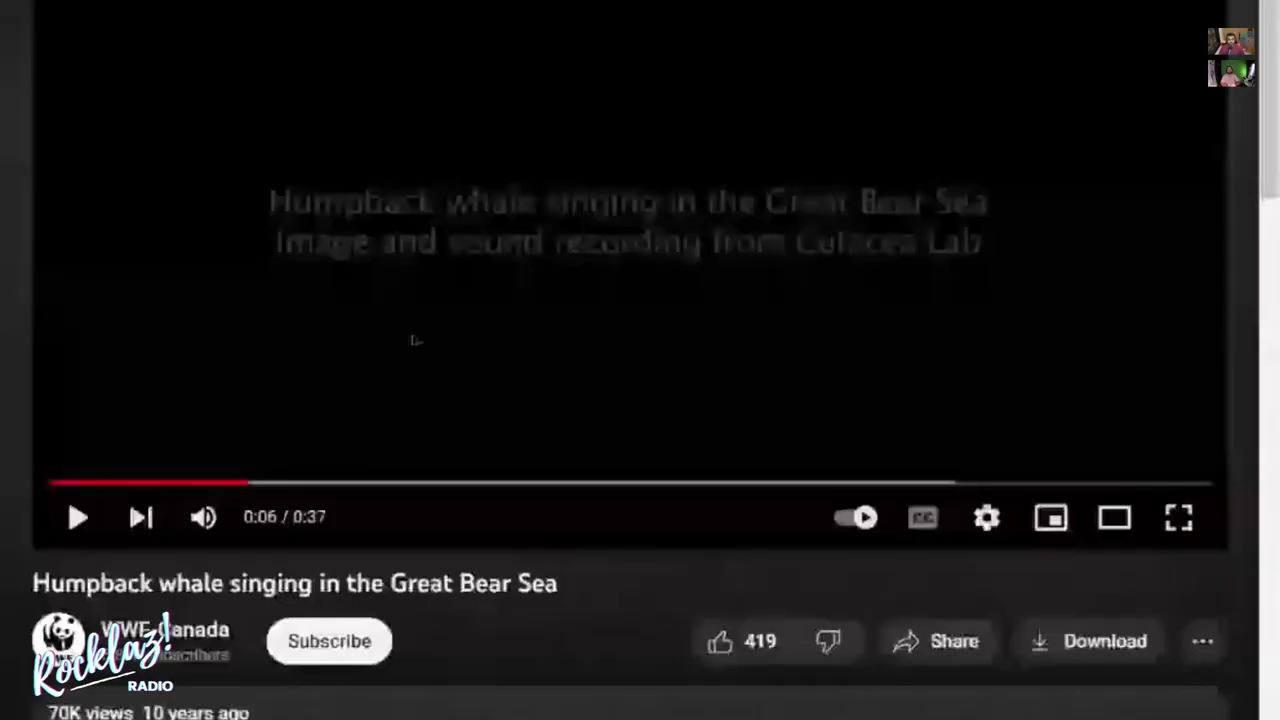 Humpback whale singing in the Great Bear Sea
Image and sound recording from Cetacea Lab
0:06 / 0:37
CC
Humpback whale singing in the Great Bear Sea
WWF-Canada
Subscribe
419
Share
Download
Rocklaz!
RADIO
70K views 10 years ago